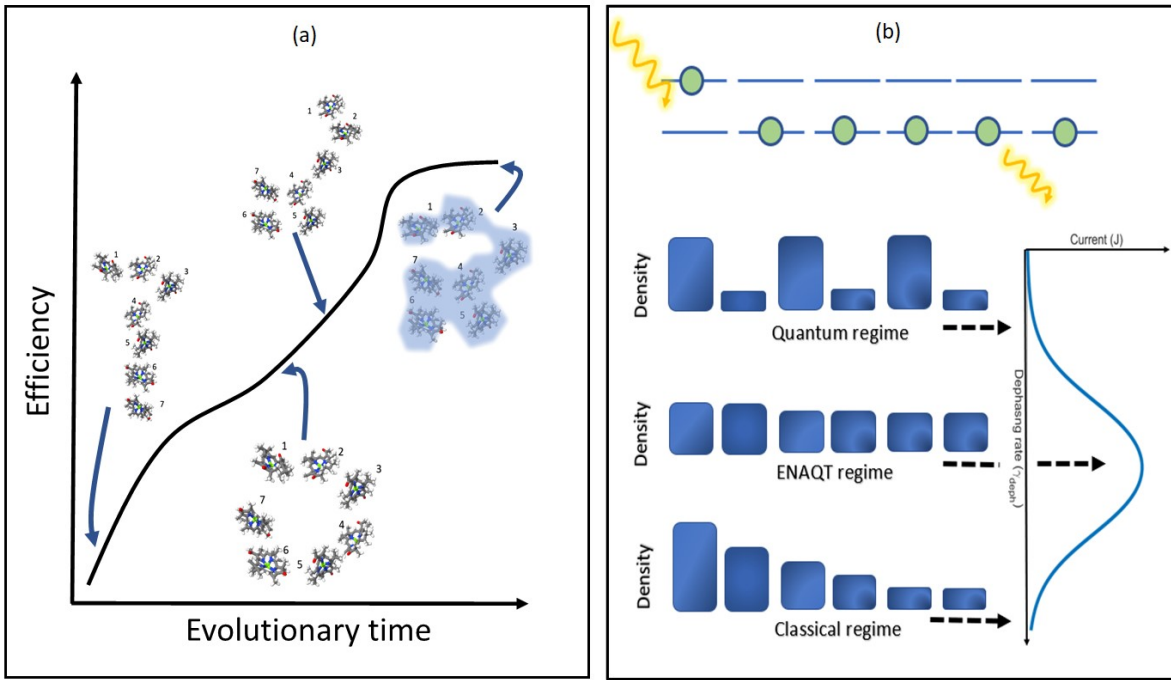 (a)
Efficiency
1
2
3
4
5
6
7
1
2
3
4
5
6
7
1
2
3
4
5
6
7
1
2
3
4
5
6
7
Evolutionary time
(b)
Current (J)
Density
Quantum regime
Dephasng rate (γdeph)
Density
ENAQT regime
Density
Classical regime